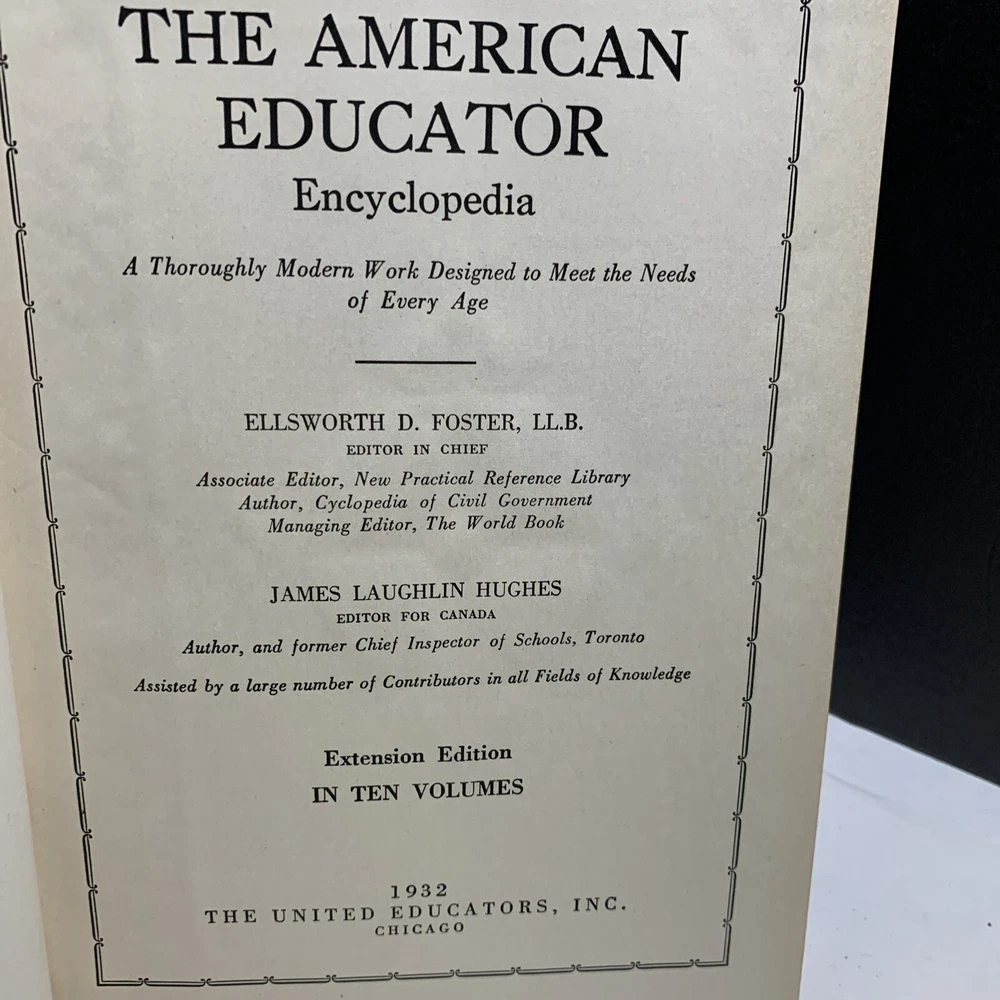 THE AMERICAN
EDUCATOR
Encyclopedia
A Thoroughly Modern Work Designed to Meet the Needs
of Every Age
ELLSWORTH D. FOSTER, LL.B.
EDITOR IN CHIEF
Associate Editor, New Practical Reference Library
Author, Cyclopedia of Civil Government
Managing Editor, The World Book
JAMES LAUGHLIN HUGHES
EDITOR FOR CANADA
Author, and former Chief Inspector of Schools, Toronto
Assisted by a large number of Contributors in all Fields of Knowledge
Extension Edition
IN TEN VOLUMES
1932
THE UNITED EDUCATORS, INC.
CHICAGO